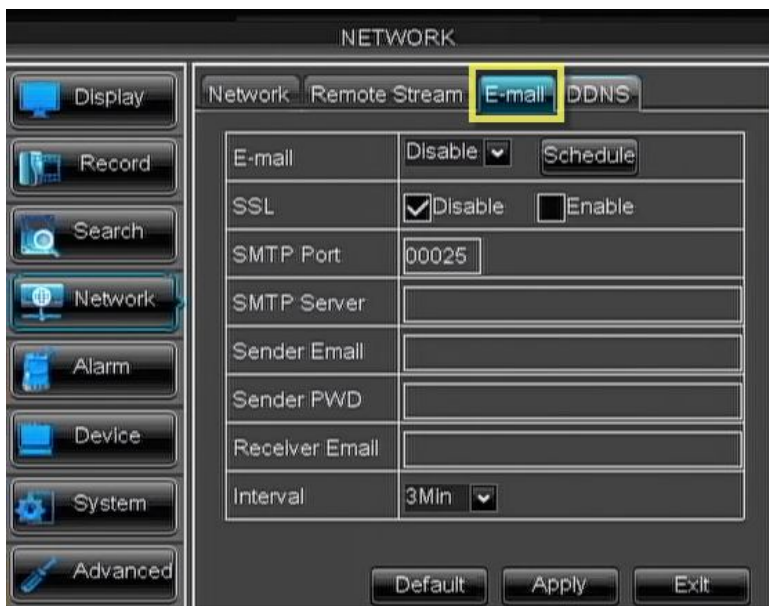 NETWORK
Display
Record
Search
Network
Alarm
Device
System
Advanced
Network Remote Stream E-mail DDNS
E-mail Disable Schedule
SSL Disable Enable
SMTP Port 00025
SMTP Server
Sender Email
Sender PWD
Receiver Email
Interval 3Min
Default Apply Exit